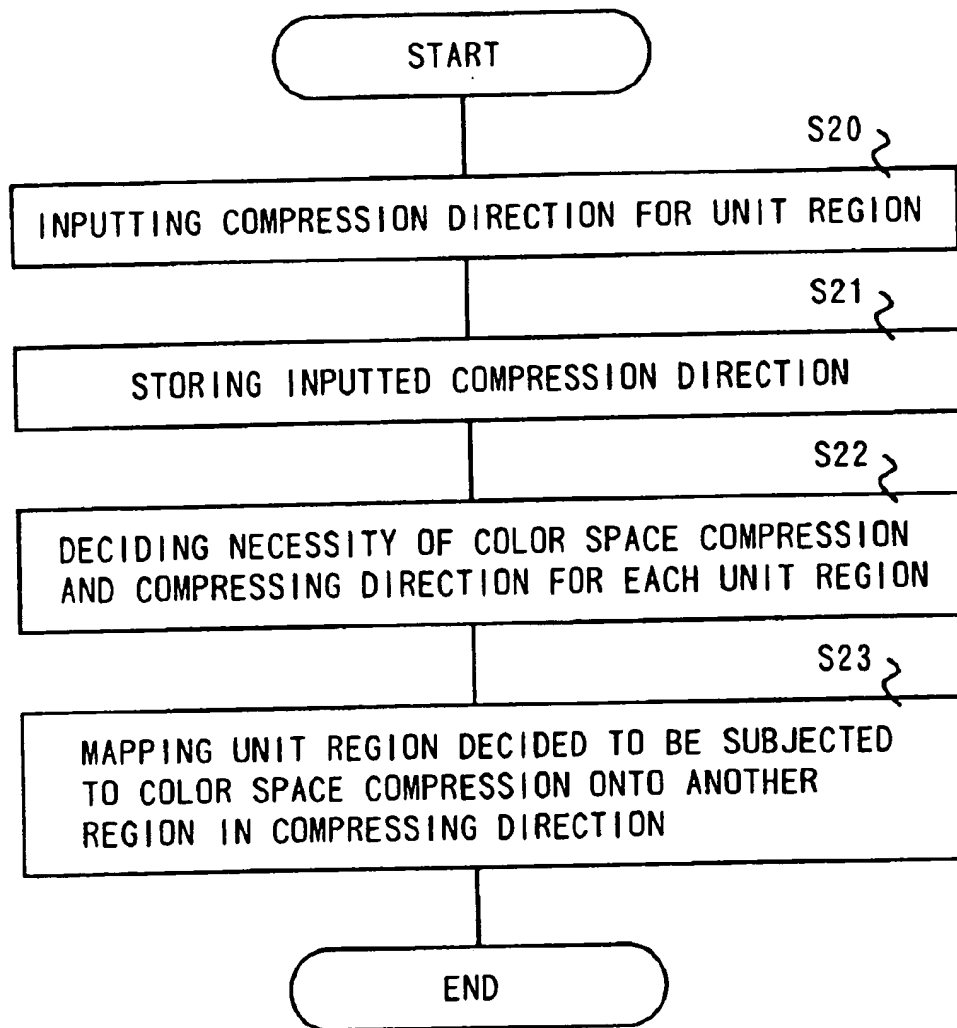 START
S20
INPUTTING COMPRESSION DIRECTION FOR UNIT REGION
S21
STORING INPUTTED COMPRESSION DIRECTION
S22
DECIDING NECESSITY OF COLOR SPACE COMPRESSION
AND COMPRESSING DIRECTION FOR EACH UNIT REGION
S23
MAPPING UNIT REGION DECIDED TO BE SUBJECTED
TO COLOR SPACE COMPRESSION ONTO ANOTHER
REGION IN COMPRESSING DIRECTION
END